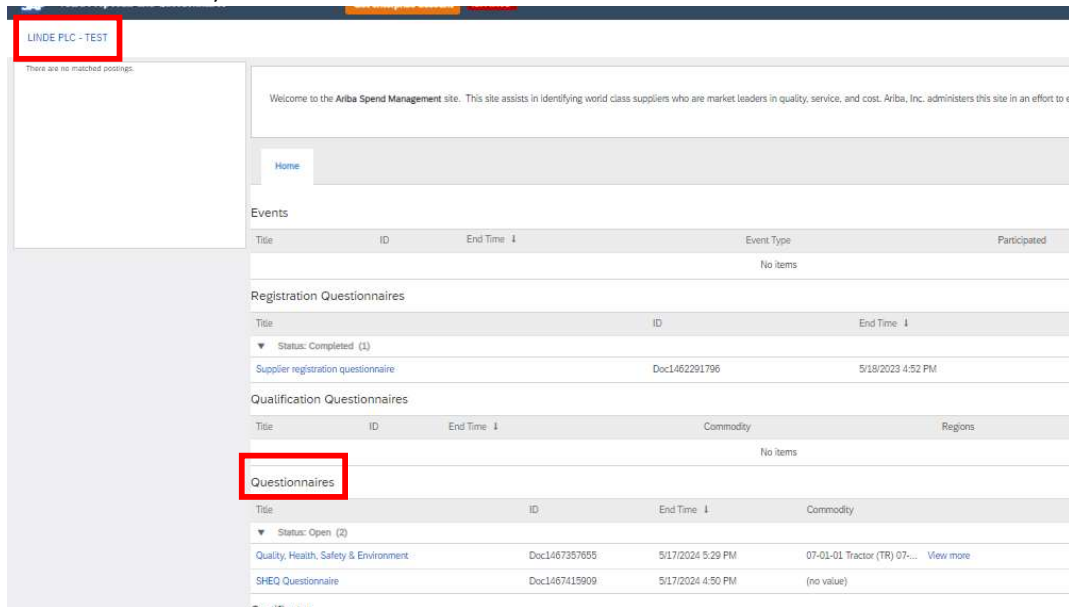 LINDE PLC - TEST
There are no matched postings.
Welcome to the Ariba Spend Management site. This site assists in identifying world class suppliers who are market leaders in quality, service, and cost. Ariba, Inc. administers this site in an effort to e
Home
Events
Title ID End Time ↓ Event Type Participated
No items
Registration Questionnaires
Title ID End Time ↓
▼ Status: Completed (1)
Supplier registration questionnaire Doc1462291796 5/18/2023 4:52 PM
Qualification Questionnaires
Title ID End Time ↓ Commodity Regions
No items
Questionnaires
Title ID End Time ↓ Commodity
▼ Status: Open (2)
Quality, Health, Safety & Environment Doc1467357655 5/17/2024 5:29 PM 07-01-01 Tractor (TR) 07-... View more
SHEQ Questionnaire Doc1467415909 5/17/2024 4:50 PM (no value)